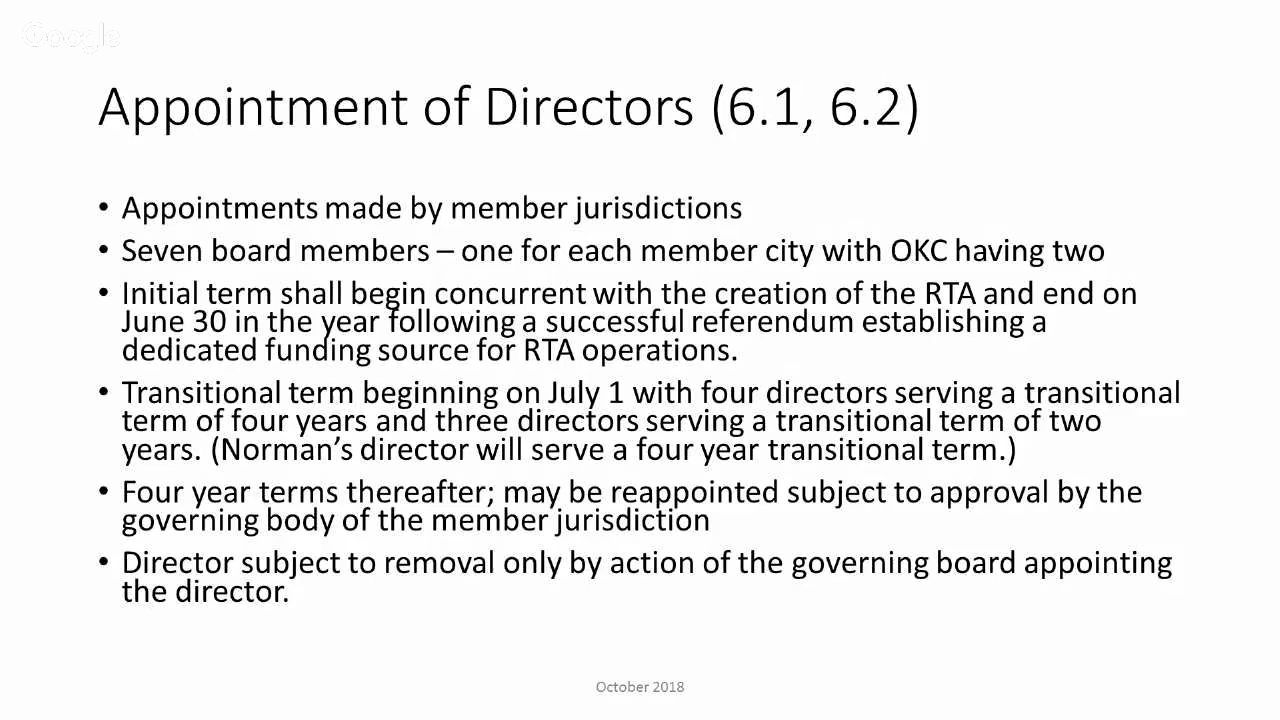 Google
Appointment of Directors (6.1, 6.2)
• Appointments made by member jurisdictions
• Seven board members – one for each member city with OKC having two
• Initial term shall begin concurrent with the creation of the RTA and end on
June 30 in the year following a successful referendum establishing a
dedicated funding source for RTA operations.
• Transitional term beginning on July 1 with four directors serving a transitional
term of four years and three directors serving a transitional term of two
years. (Norman’s director will serve a four year transitional term.)
• Four year terms thereafter; may be reappointed subject to approval by the
governing body of the member jurisdiction
• Director subject to removal only by action of the governing board appointing
the director.
October 2018